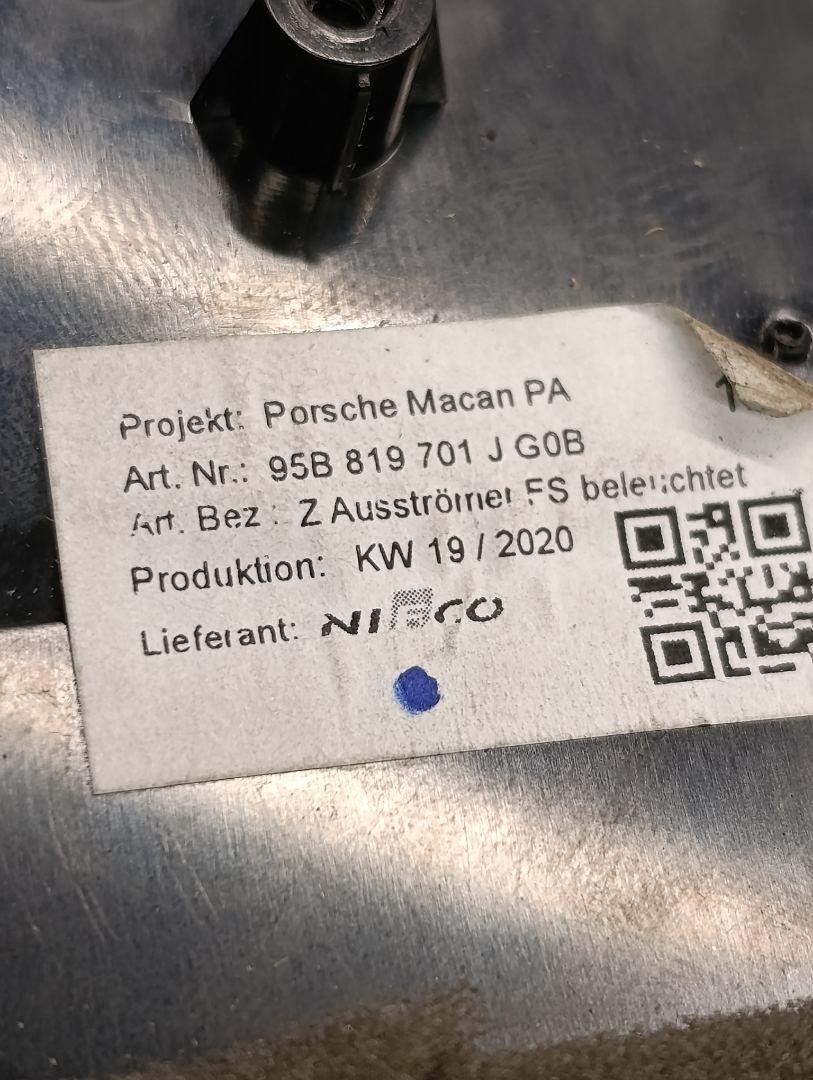 Projekt: Porsche Macan PA
Art. Nr.: 95B 819 701 J G0B
Art. Bez.: Z Ausströmer FS beleuchtet
Produktion: KW 19 / 2020
Lieferant:
1